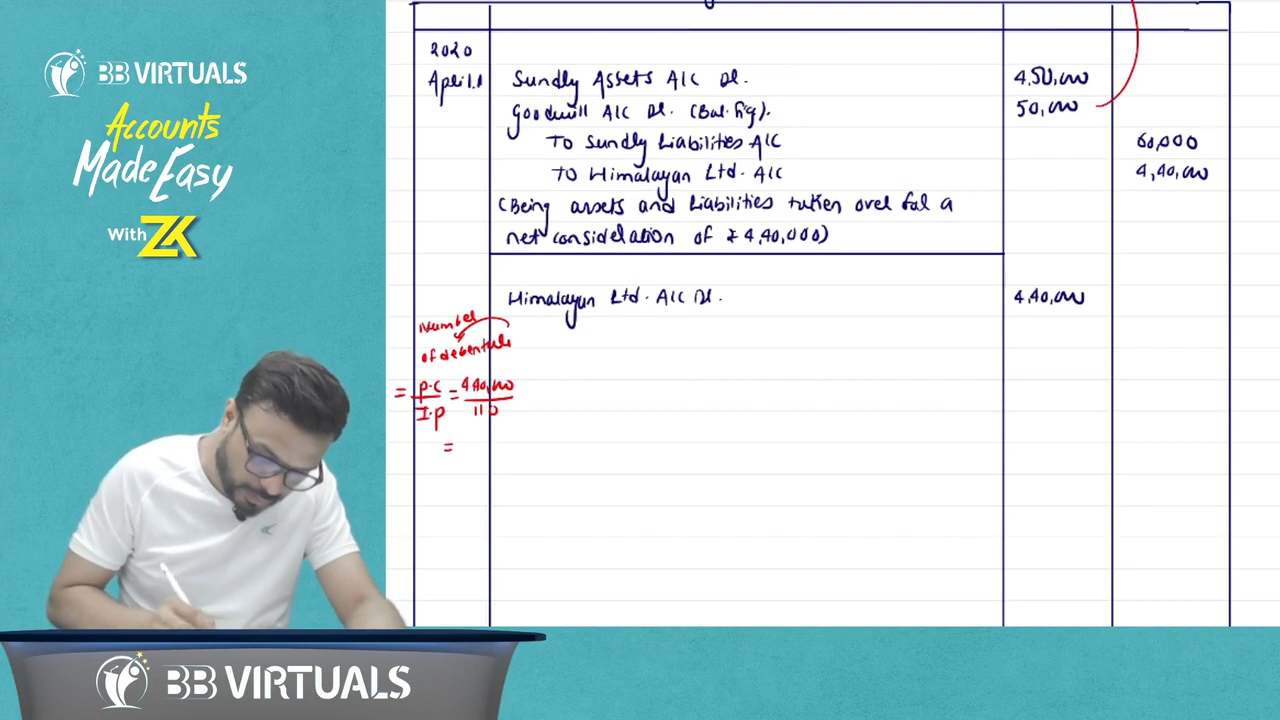 BB VIRTUALS
Accounts
Made Easy
With ZK
2020
April.1
Sundry Assets A/C Dr. 4,50,000
Goodwill A/C Dr. (Bal. fig). 50,000
To Sundry Liabilities A/C 60,000
To Himalayan Ltd. A/C 4,40,000
(Being assets and Liabilities taken over for a
net consideration of ₹ 4,40,000)
Himalayan Ltd. A/C Dr. 4,40,000
Number
of debenture
= P.C = 4,40,000
I.P 110
=
BB VIRTUALS